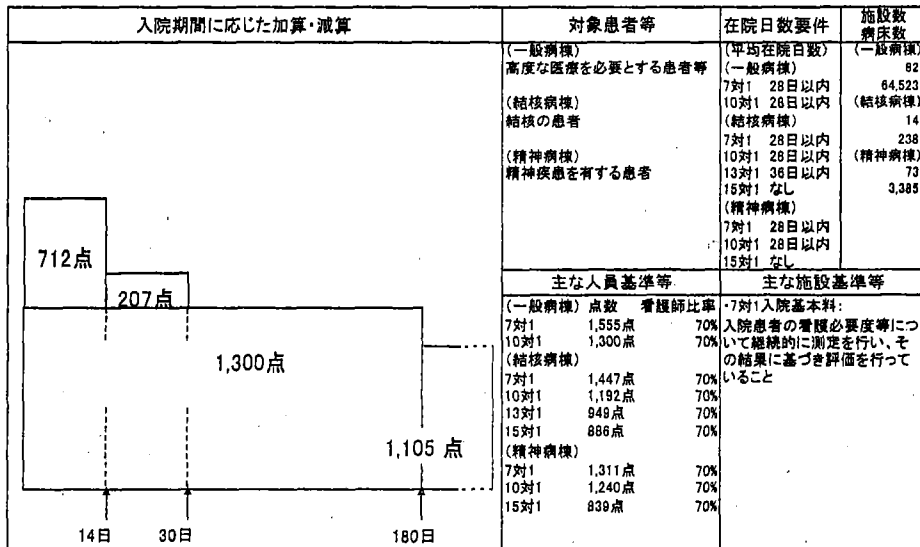 入院期間に応じた加算・減算
712点
207点
1,300点
1,105 点
14日
30日
180日
対象患者等
(一般病棟)
高度な医療を必要とする患者等
(結核病棟)
結核の患者
(精神病棟)
精神疾患を有する患者
在院日数要件
(平均在院日数)
(一般病棟)
7対1 28日以内
10対1 28日以内
(結核病棟)
7対1 28日以内
10対1 28日以内
13対1 36日以内
15対1 なし
(精神病棟)
7対1 28日以内
10対1 28日以内
15対1 なし
施設数
病床数
(一般病棟)
82
64,523
(結核病棟)
14
238
(精神病棟)
73
3,385
主な人員基準等
(一般病棟) 点数 看護師比率
7対1 1,555点 70%
10対1 1,300点 70%
(結核病棟)
7対1 1,447点 70%
10対1 1,192点 70%
13対1 949点 70%
15対1 886点 70%
(精神病棟)
7対1 1,311点 70%
10対1 1,240点 70%
15対1 839点 70%
主な施設基準等
・7対1入院基本料:
入院患者の看護必要度等につ
いて継続的に測定を行い、そ
の結果に基づき評価を行って
いること